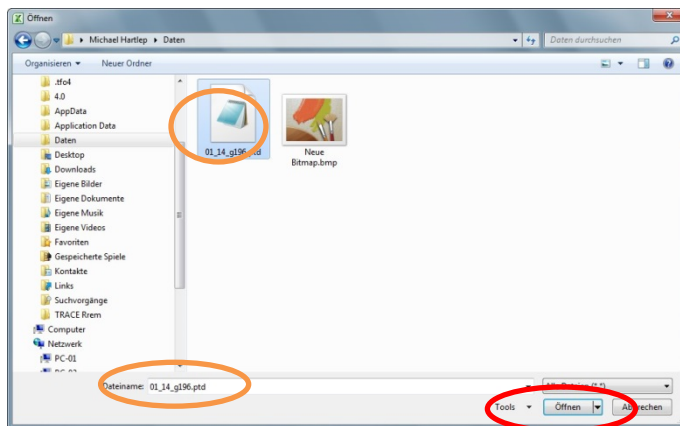 Öffnen
Michael Hartlep Daten
Daten durchsuchen
Organisieren Neuer Ordner
.tfo4
4.0
AppData
Application Data
Daten
Desktop
Downloads
Eigene Bilder
Eigene Dokumente
Eigene Musik
Eigene Videos
Favoriten
Gespeicherte Spiele
Kontakte
Links
Suchvorgänge
TRACE Rrem
Computer
Netzwerk
PC-01
01_14_g196.ptd
Neue
Bitmap.bmp
Dateiname: 01_14_g196.ptd
Alle Dateien (*.*)
Tools Öffnen Abbrechen